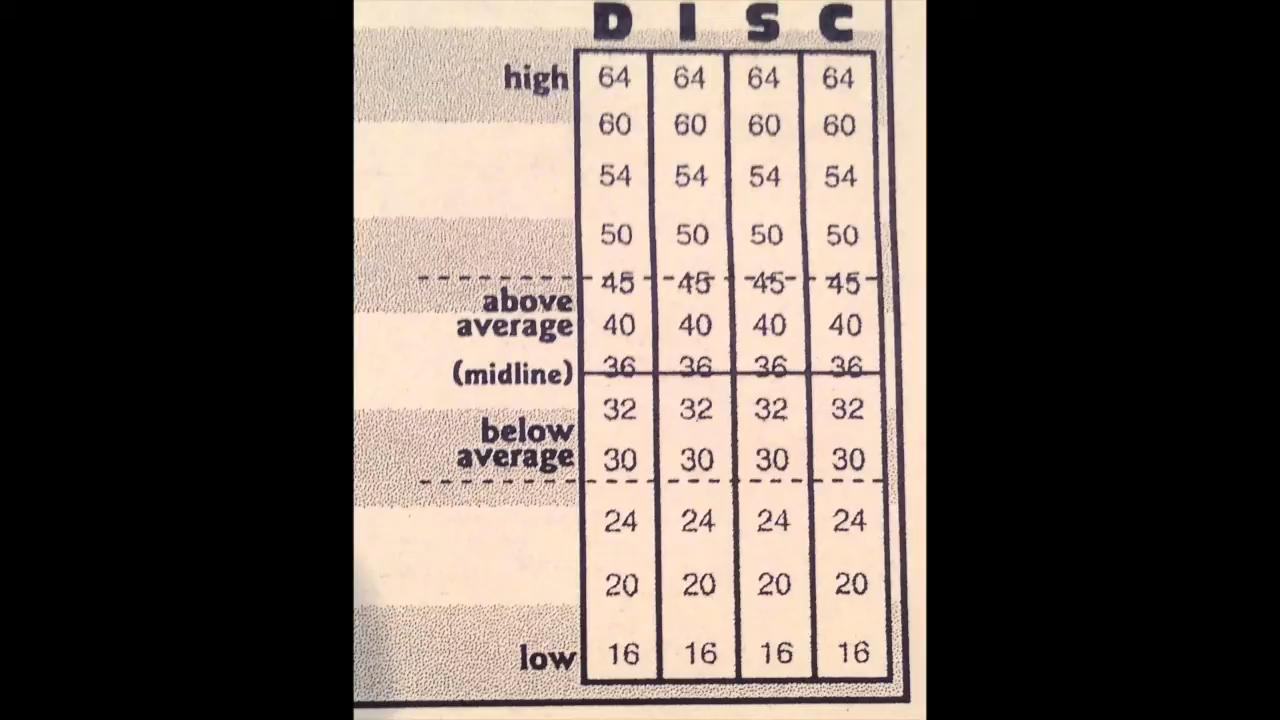 D I S C
high 64 64 64 64
60 60 60 60
54 54 54 54
50 50 50 50
45 45 45 45
above
average 40 40 40 40
(midline) 36 36 36 36
32 32 32 32
below
average 30 30 30 30
24 24 24 24
20 20 20 20
low 16 16 16 16